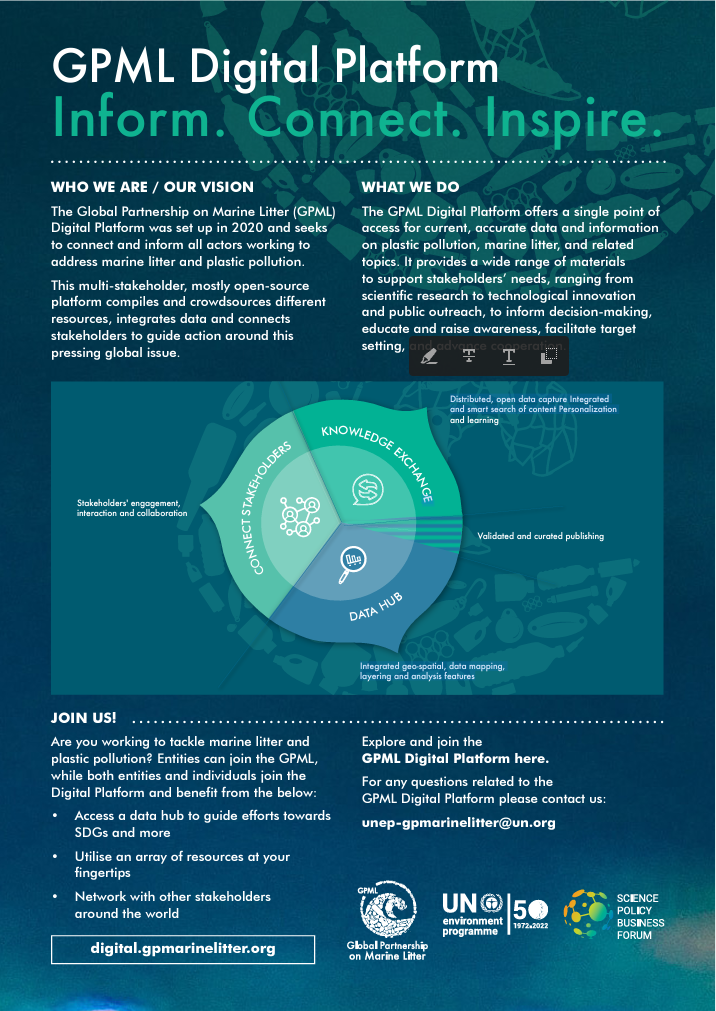 GPML Digital Platform
Inform. Connect. Inspire.
WHO WE ARE / OUR VISION
The Global Partnership on Marine Litter (GPML)
Digital Platform was set up in 2020 and seeks
to connect and inform all actors working to
address marine litter and plastic pollution.
This multi-stakeholder, mostly open-source
platform compiles and crowdsources different
resources, integrates data and connects
stakeholders to guide action around this
pressing global issue.
WHAT WE DO
The GPML Digital Platform offers a single point of
access for current, accurate data and information
on plastic pollution, marine litter, and related
topics. It provides a wide range of materials
to support stakeholders' needs, ranging from
scientific research to technological innovation
and public outreach, to inform decision-making,
educate and raise awareness, facilitate target
setting, and advance cooperation.
Distributed, open data capture Integrated
and smart search of content Personalization
and learning
KNOWLEDGE EXCHANGE
CONNECT STAKEHOLDERS
Stakeholders' engagement,
interaction and collaboration
Validated and curated publishing
DATA HUB
Integrated geo-spatial, data mapping,
layering and analysis features
JOIN US!
Are you working to tackle marine litter and
plastic pollution? Entities can join the GPML,
while both entities and individuals join the
Digital Platform and benefit from the below:
• Access a data hub to guide efforts towards
SDGs and more
• Utilise an array of resources at your
fingertips
• Network with other stakeholders
around the world
digital.gpmarinelitter.org
Explore and join the
GPML Digital Platform here.
For any questions related to the
GPML Digital Platform please contact us:
unep-gpmarinelitter@un.org
GPML
Global Partnership
on Marine Litter
UN
environment
programme
50
1972-2022
SCIENCE
POLICY
BUSINESS
FORUM